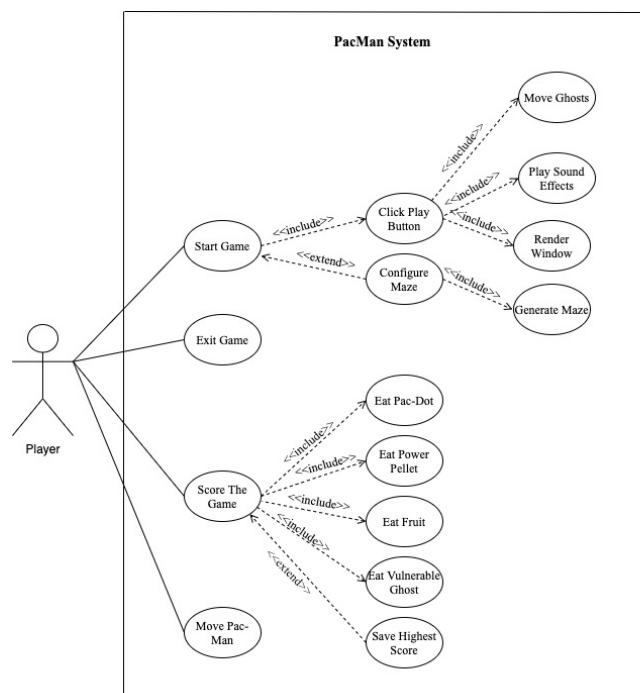 PacMan System
Move Ghosts
<<include>>
Play Sound
Effects
<<include>>
Click Play
Button
<<include>>
<<include>>
Start Game
Render
Window
<<extend>>
Configure
Maze
<<include>>
Generate Maze
Exit Game
Player
Eat Pac-Dot
<<include>>
Eat Power
Pellet
<<include>>
Score The
Game
<<include>>
Eat Fruit
<<include>>
Eat Vulnerable
Ghost
<<extend>>
Move Pac-
Man
Save Highest
Score